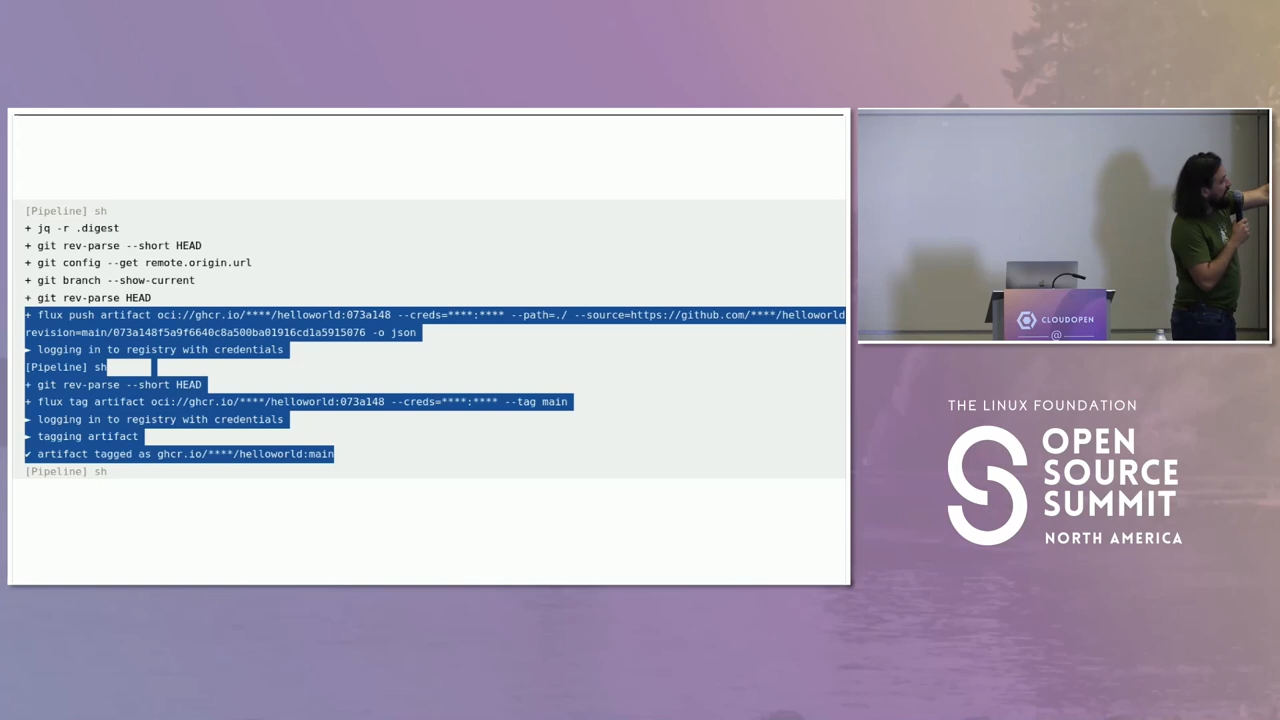 [Pipeline] sh
+ jq -r .digest
+ git rev-parse --short HEAD
+ git config --get remote.origin.url
+ git branch --show-current
+ git rev-parse HEAD
+ flux push artifact oci://ghcr.io/****/helloworld:073a148 --creds=****:**** --path=./ --source=https://github.com/****/helloworld
revision=main/073a148f5a9f6640c8a500ba01916cd1a5915076 -o json
► logging in to registry with credentials
[Pipeline] sh
+ git rev-parse --short HEAD
+ flux tag artifact oci://ghcr.io/****/helloworld:073a148 --creds=****:**** --tag main
► logging in to registry with credentials
► tagging artifact
✔ artifact tagged as ghcr.io/****/helloworld:main
[Pipeline] sh
CLOUDOPEN
@
THE LINUX FOUNDATION
OPEN
SOURCE
SUMMIT
NORTH AMERICA